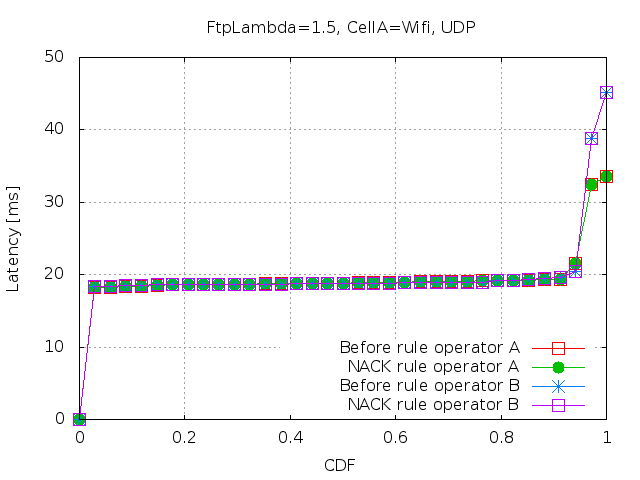 FtpLambda=1.5, CellA=Wifi, UDP
50
40
30
20
10
0
Latency [ms]
Before rule operator A
NACK rule operator A
Before rule operator B
NACK rule operator B
0 0.2 0.4 0.6 0.8 1
CDF